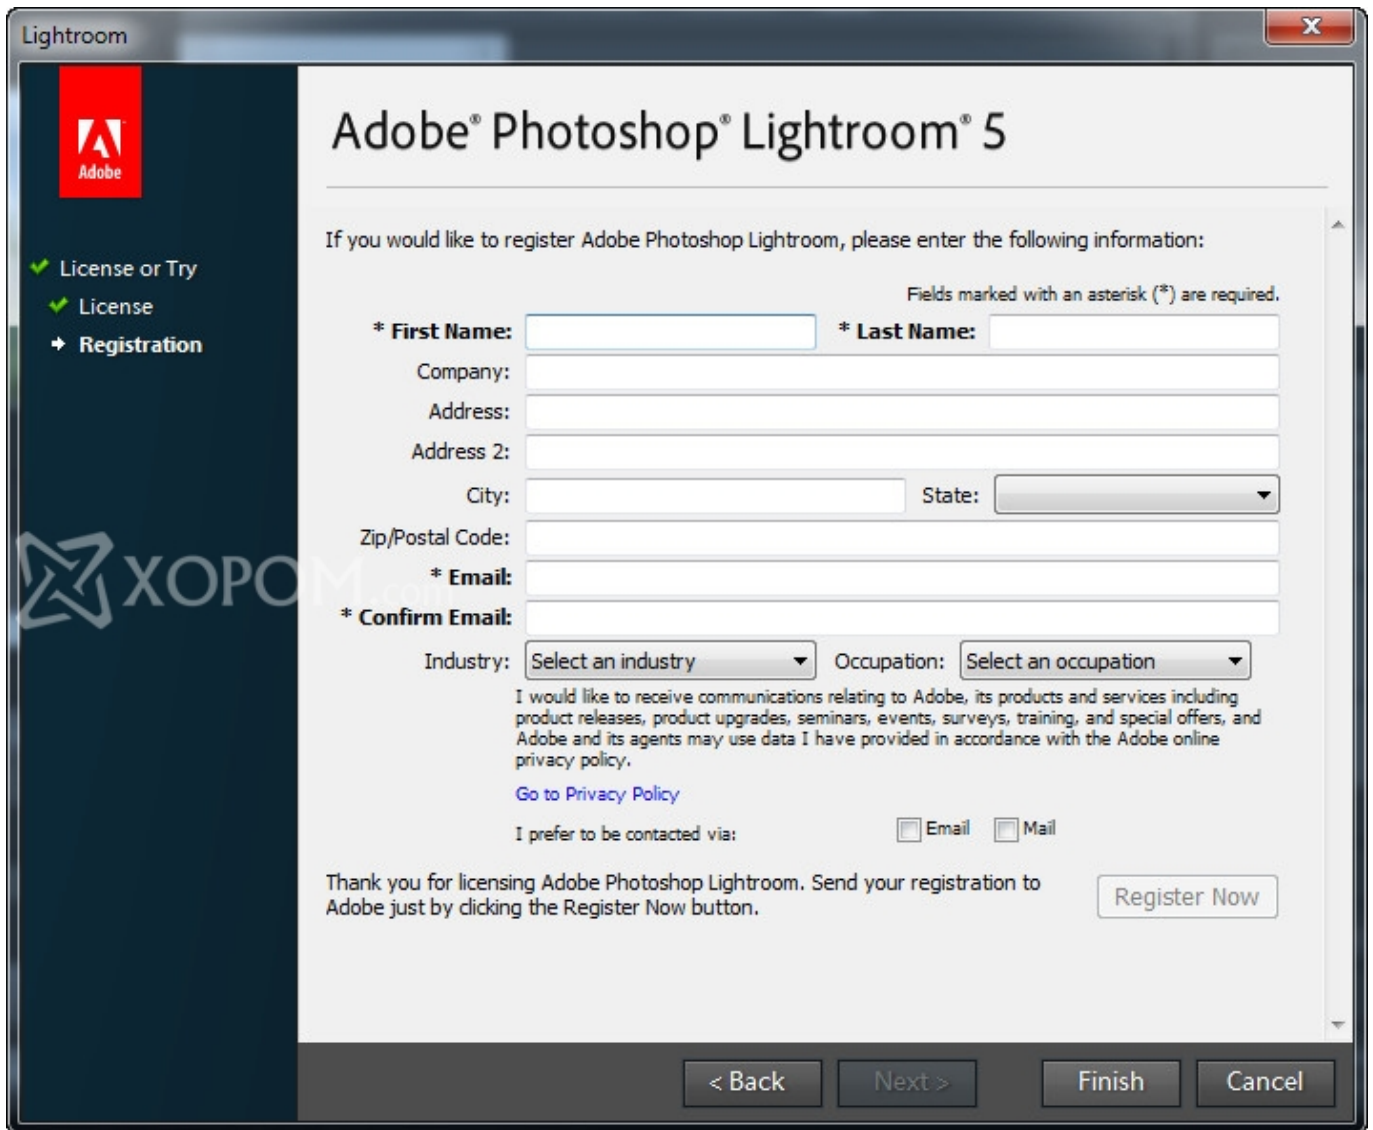 Lightroom
Adobe
Adobe® Photoshop® Lightroom® 5
License or Try
License
Registration
If you would like to register Adobe Photoshop Lightroom, please enter the following information:
Fields marked with an asterisk (*) are required.
* First Name: * Last Name:
Company:
Address:
Address 2:
City: State:
Zip/Postal Code:
XOPOM.com
* Email:
* Confirm Email:
Industry: Select an industry Occupation: Select an occupation
I would like to receive communications relating to Adobe, its products and services including
product releases, product upgrades, seminars, events, surveys, training, and special offers, and
Adobe and its agents may use data I have provided in accordance with the Adobe online
privacy policy.
Go to Privacy Policy
I prefer to be contacted via: Email Mail
Thank you for licensing Adobe Photoshop Lightroom. Send your registration to
Adobe just by clicking the Register Now button.
Register Now
< Back Next > Finish Cancel